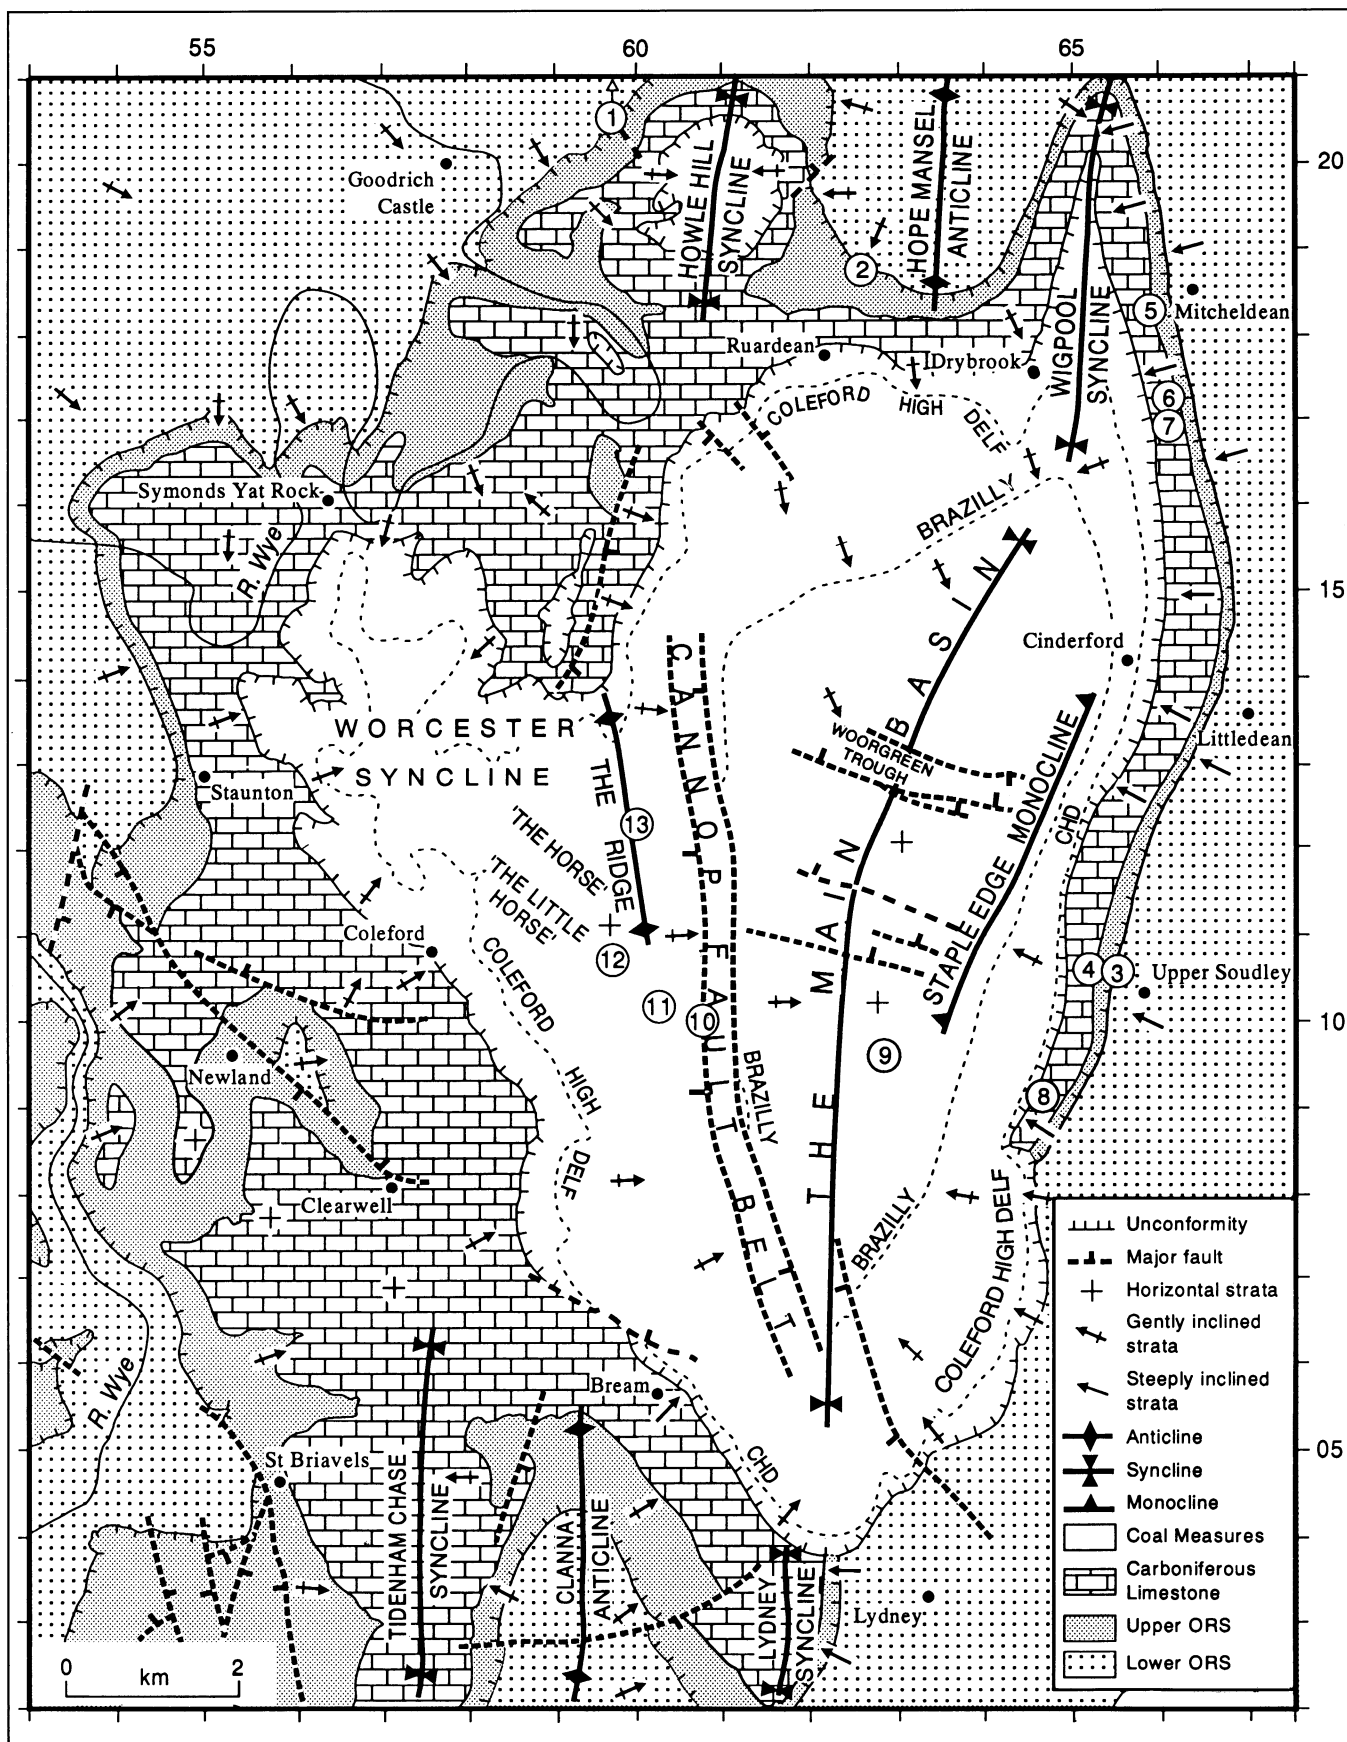 55
60
65
20
15
10
05
1
Goodrich
Castle
HOWLE HILL
SYNCLINE
2
HOPE MANSEL
ANTICLINE
WIGPOOL
SYNCLINE
5
Mitcheldean
Ruardean
Drybrook
6
7
COLEFORD HIGH DELF
BRAZILLY
Symonds Yat Rock
R. Wye
Cinderford
Littledean
WORCESTER
SYNCLINE
Staunton
THE RIDGE
13
'THE HORSE'
'THE LITTLE
HORSE'
12
11
10
CANNOP FAULT BELT
THE MAIN BASIN
WOORGREEN
TROUGH
STAPLE EDGE MONOCLINE
CHD
4
3
Upper Soudley
9
8
Coleford
COLEFORD HIGH DELF
Newland
Clearwell
BRAZILLY
BRAZILLY
COLEFORD HIGH DELF
R. Wye
Bream
CHD
St Briavels
TIDENHAM CHASE
SYNCLINE
CLANNA
ANTICLINE
LYDNEY
SYNCLINE
Lydney
Unconformity
Major fault
Horizontal strata
Gently inclined
strata
Steeply inclined
strata
Anticline
Syncline
Monocline
Coal Measures
Carboniferous
Limestone
Upper ORS
Lower ORS
0 2
km